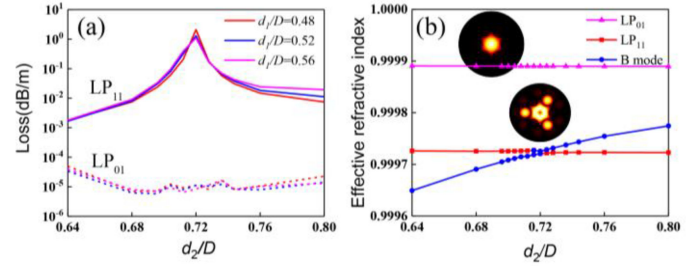 (a)
d₁/D=0.48
d₁/D=0.52
d₁/D=0.56
LP₁₁
LP₀₁
Loss(dB/m)
10¹
10⁰
10⁻¹
10⁻²
10⁻³
10⁻⁴
10⁻⁵
10⁻⁶
0.64
0.68
0.72
0.76
0.80
d₂/D
(b)
LP₀₁
LP₁₁
B mode
Effective refractive index
1.0000
0.9999
0.9998
0.9997
0.9996
0.64
0.68
0.72
0.76
0.80
d₂/D